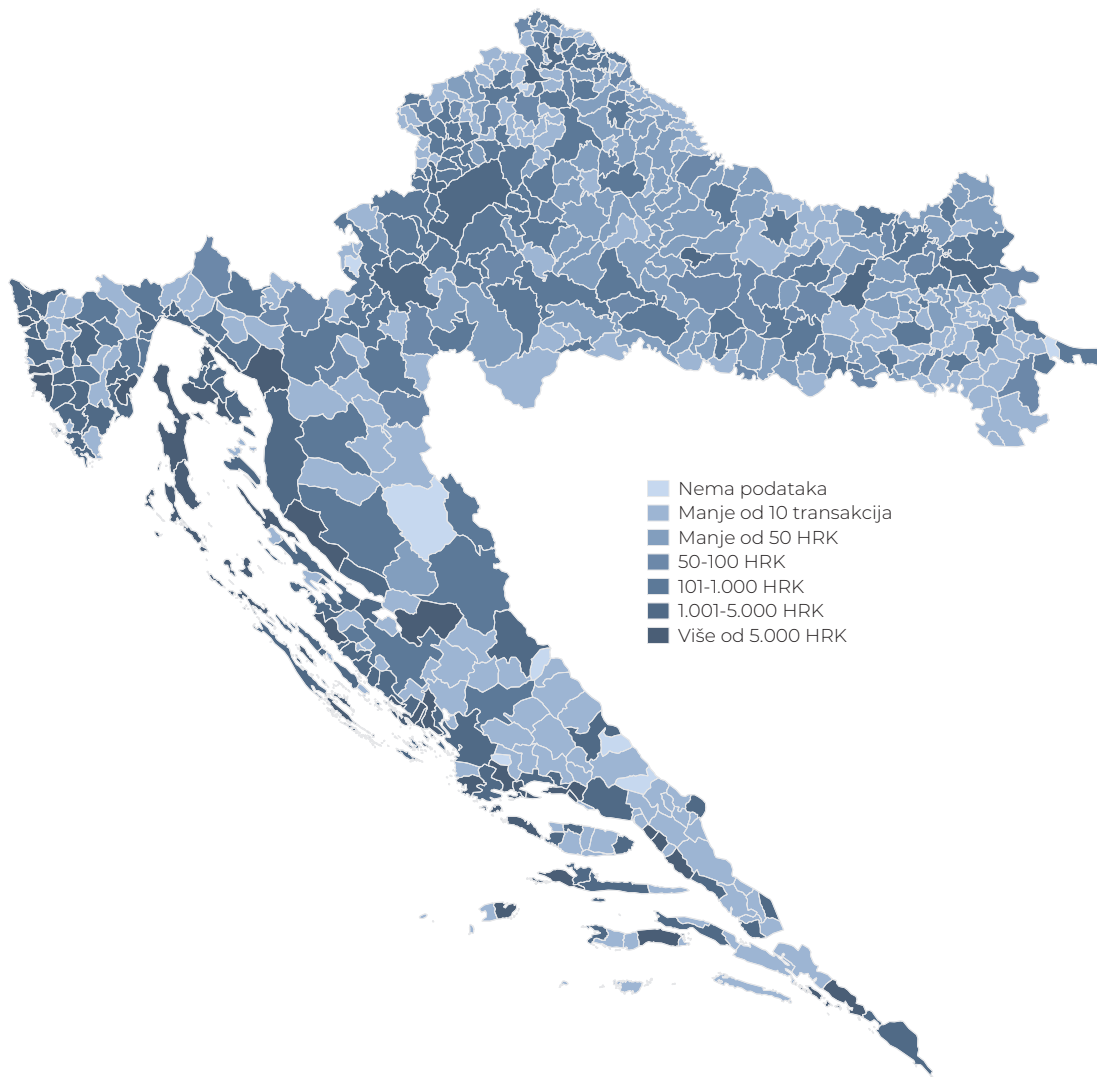 Nema podataka
Manje od 10 transakcija
Manje od 50 HRK
50-100 HRK
101-1.000 HRK
1.001-5.000 HRK
Više od 5.000 HRK